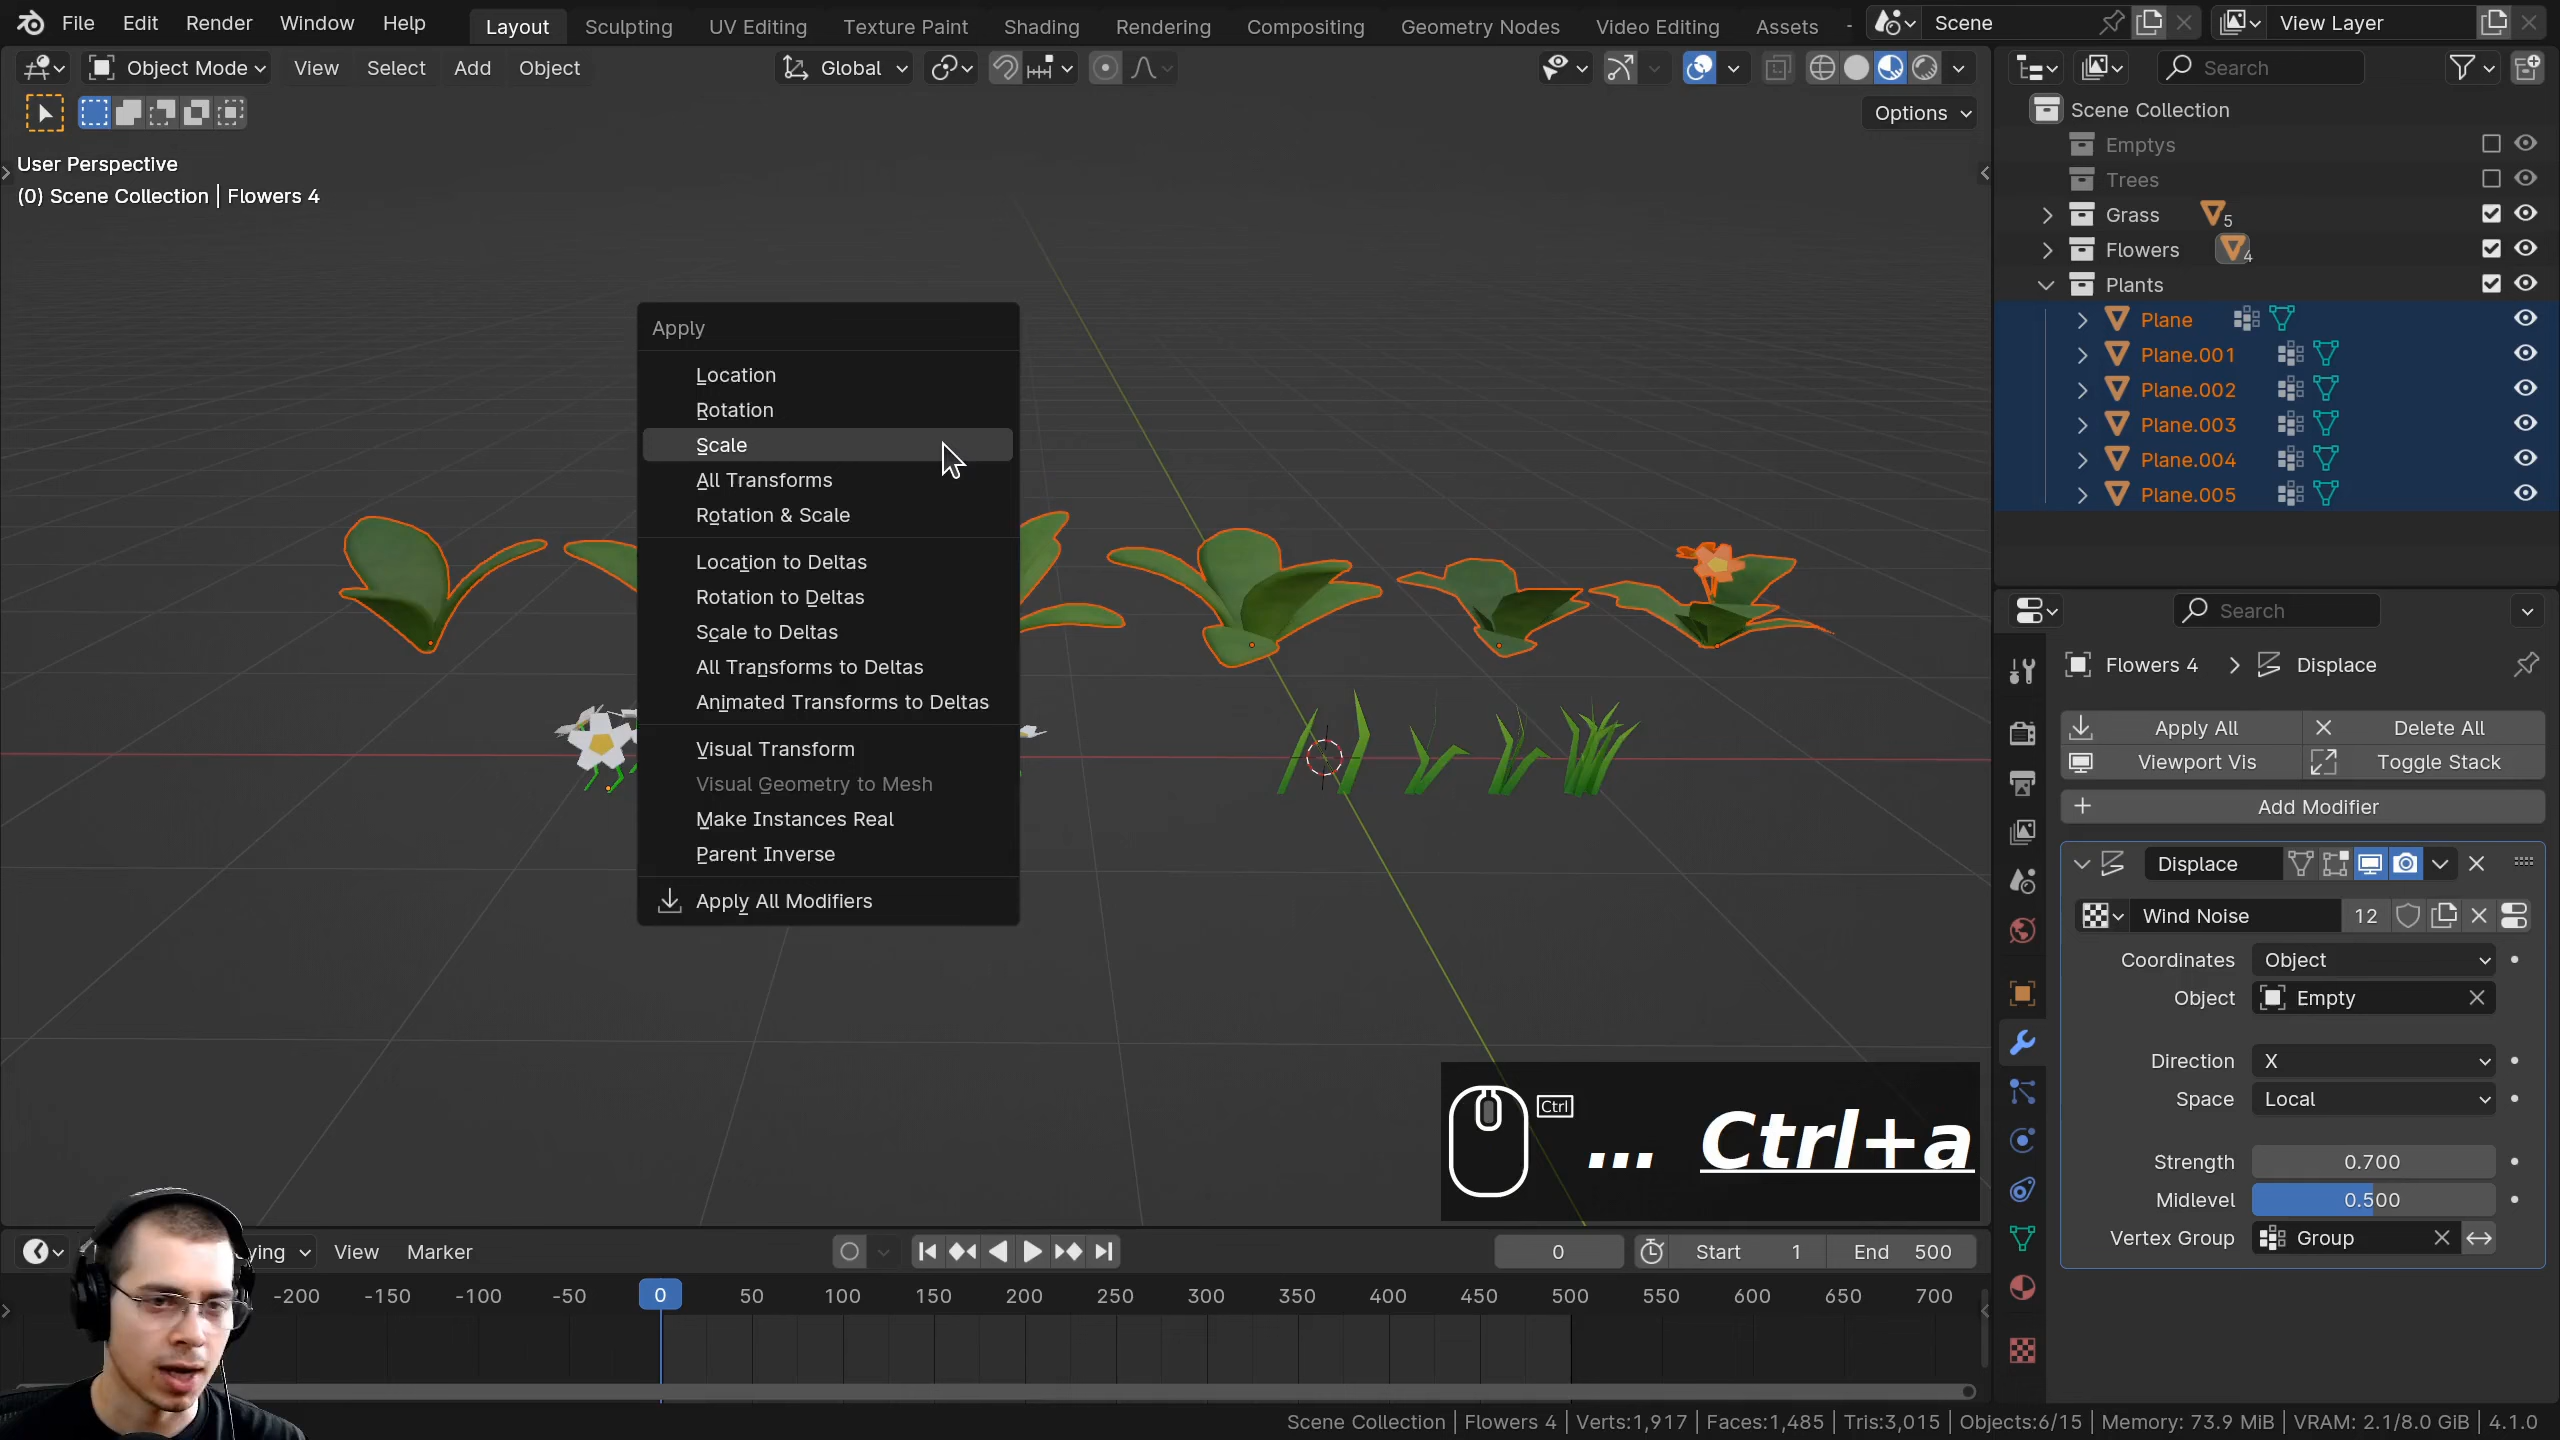 File Edit Render Window Help Layout Sculpting UV Editing Texture Paint Shading Rendering Compositing Geometry Nodes Video Editing Assets Scene View Layer
Object Mode View Select Add Object Global Search
Options
User Perspective
(0) Scene Collection | Flowers 4
Scene Collection
Emptys
Trees
Grass 5
Flowers 4
Plants
Plane
Plane.001
Plane.002
Plane.003
Plane.004
Plane.005
Apply
Location
Rotation
Scale
All Transforms
Rotation & Scale
Location to Deltas
Rotation to Deltas
Scale to Deltas
All Transforms to Deltas
Animated Transforms to Deltas
Visual Transform
Visual Geometry to Mesh
Make Instances Real
Parent Inverse
Apply All Modifiers
Search
Flowers 4 Displace
Apply All Delete All
Viewport Vis Toggle Stack
Add Modifier
Displace
Wind Noise 12
Coordinates Object
Object Empty
Direction X
Space Local
Strength 0.700
Midlevel 0.500
Vertex Group Group
Ctrl ... Ctrl+a
ying View Marker 0 Start 1 End 500
-200 -150 -100 -50 0 50 100 150 200 250 300 350 400 450 500 550 600 650 700
Scene Collection | Flowers 4 | Verts:1,917 | Faces:1,485 | Tris:3,015 | Objects:6/15 | Memory: 73.9 MiB | VRAM: 2.1/8.0 GiB | 4.1.0